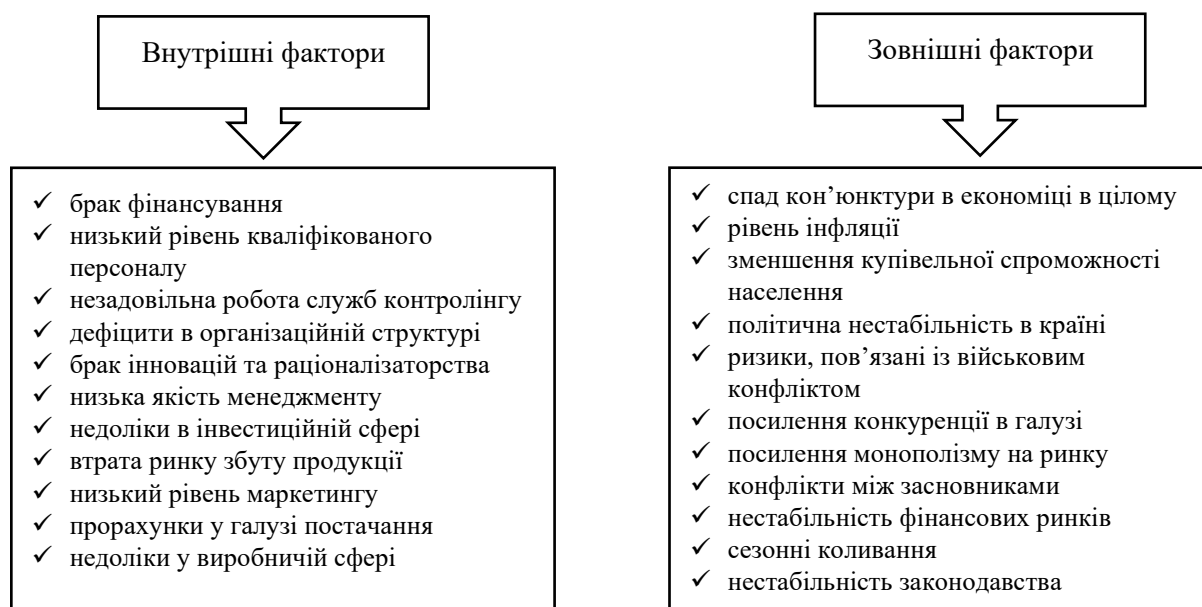 Внутрішні фактори
✓ брак фінансування
✓ низький рівень кваліфікованого
персоналу
✓ незадовільна робота служб контролінгу
✓ дефіцити в організаційній структурі
✓ брак інновацій та раціоналізаторства
✓ низька якість менеджменту
✓ недоліки в інвестиційній сфері
✓ втрата ринку збуту продукції
✓ низький рівень маркетингу
✓ прорахунки у галузі постачання
✓ недоліки у виробничій сфері
Зовнішні фактори
✓ спад кон’юнктури в економіці в цілому
✓ рівень інфляції
✓ зменшення купівельної спроможності
населення
✓ політична нестабільність в країні
✓ ризики, пов’язані із військовим
конфліктом
✓ посилення конкуренції в галузі
✓ посилення монополізму на ринку
✓ конфлікти між засновниками
✓ нестабільність фінансових ринків
✓ сезонні коливання
✓ нестабільність законодавства